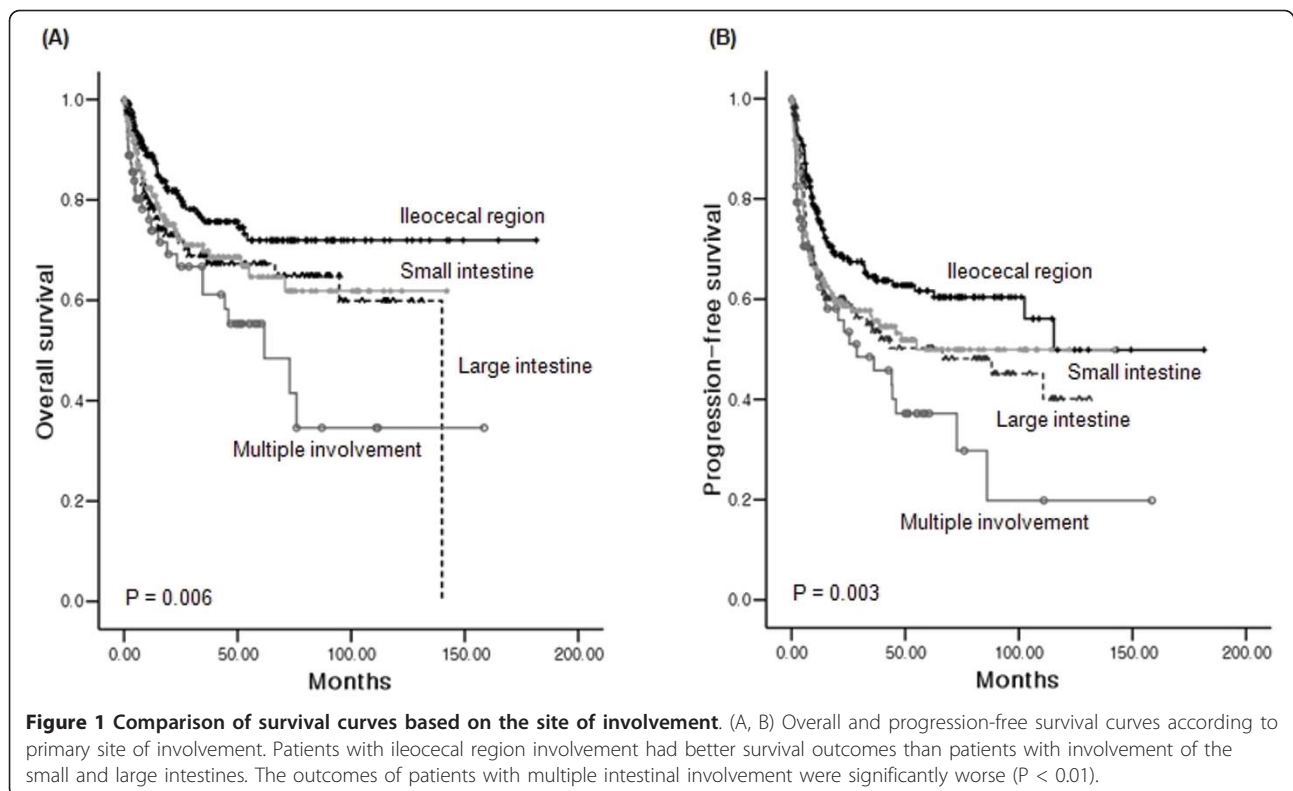 (A)
1.0
0.8
0.6
0.4
0.2
0.0
Overall survival
Ileocecal region
Small intestine
Large intestine
Multiple involvement
P = 0.006
0.00 50.00 100.00 150.00 200.00
Months
(B)
1.0
0.8
0.6
0.4
0.2
0.0
Progression-free survival
Ileocecal region
Small intestine
Large intestine
Multiple involvement
P = 0.003
0.00 50.00 100.00 150.00 200.00
Months
Figure 1 Comparison of survival curves based on the site of involvement. (A, B) Overall and progression-free survival curves according to
primary site of involvement. Patients with ileocecal region involvement had better survival outcomes than patients with involvement of the
small and large intestines. The outcomes of patients with multiple intestinal involvement were significantly worse (P < 0.01).